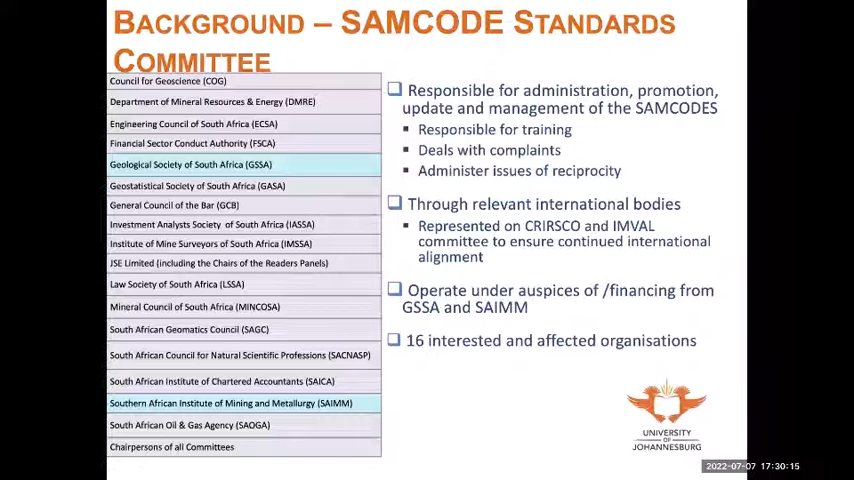 BACKGROUND – SAMCODE STANDARDS
COMMITTEE
Council for Geoscience (COG)
Department of Mineral Resources & Energy (DMRE)
Engineering Council of South Africa (ECSA)
Financial Sector Conduct Authority (FSCA)
Geological Society of South Africa (GSSA)
Geostatistical Society of South Africa (GASA)
General Council of the Bar (GCB)
Investment Analysts Society of South Africa (IASSA)
Institute of Mine Surveyors of South Africa (IMSSA)
JSE Limited (including the Chairs of the Readers Panels)
Law Society of South Africa (LSSA)
Mineral Council of South Africa (MINCOSA)
South African Geomatics Council (SAGC)
South African Council for Natural Scientific Professions (SACNASP)
South African Institute of Chartered Accountants (SAICA)
Southern African Institute of Mining and Metallurgy (SAIMM)
South African Oil & Gas Agency (SAOGA)
Chairpersons of all Committees
Responsible for administration, promotion,
update and management of the SAMCODES
Responsible for training
Deals with complaints
Administer issues of reciprocity
Through relevant international bodies
Represented on CRIRSCO and IMVAL
committee to ensure continued international
alignment
Operate under auspices of /financing from
GSSA and SAIMM
16 interested and affected organisations
UNIVERSITY
OF
JOHANNESBURG
2022-07-07 17:30:15